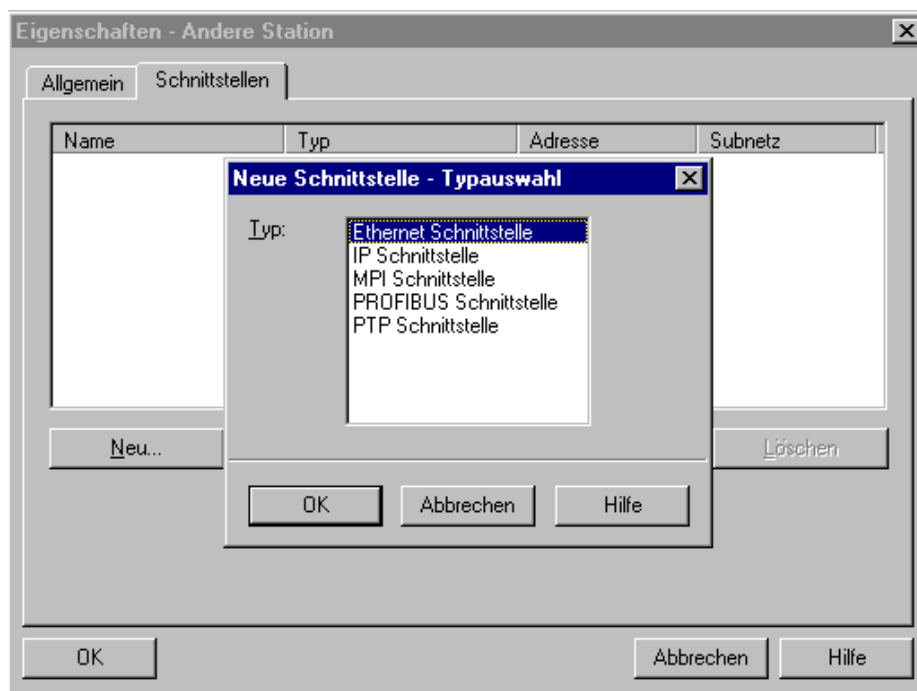 Eigenschaften - Andere Station
Allgemein Schnittstellen
Name Typ Adresse Subnetz
Neue Schnittstelle - Typauswahl
Typ: Ethernet Schnittstelle
IP Schnittstelle
MPI Schnittstelle
PROFIBUS Schnittstelle
PTP Schnittstelle
Neu... Löschen
OK Abbrechen Hilfe
OK Abbrechen Hilfe